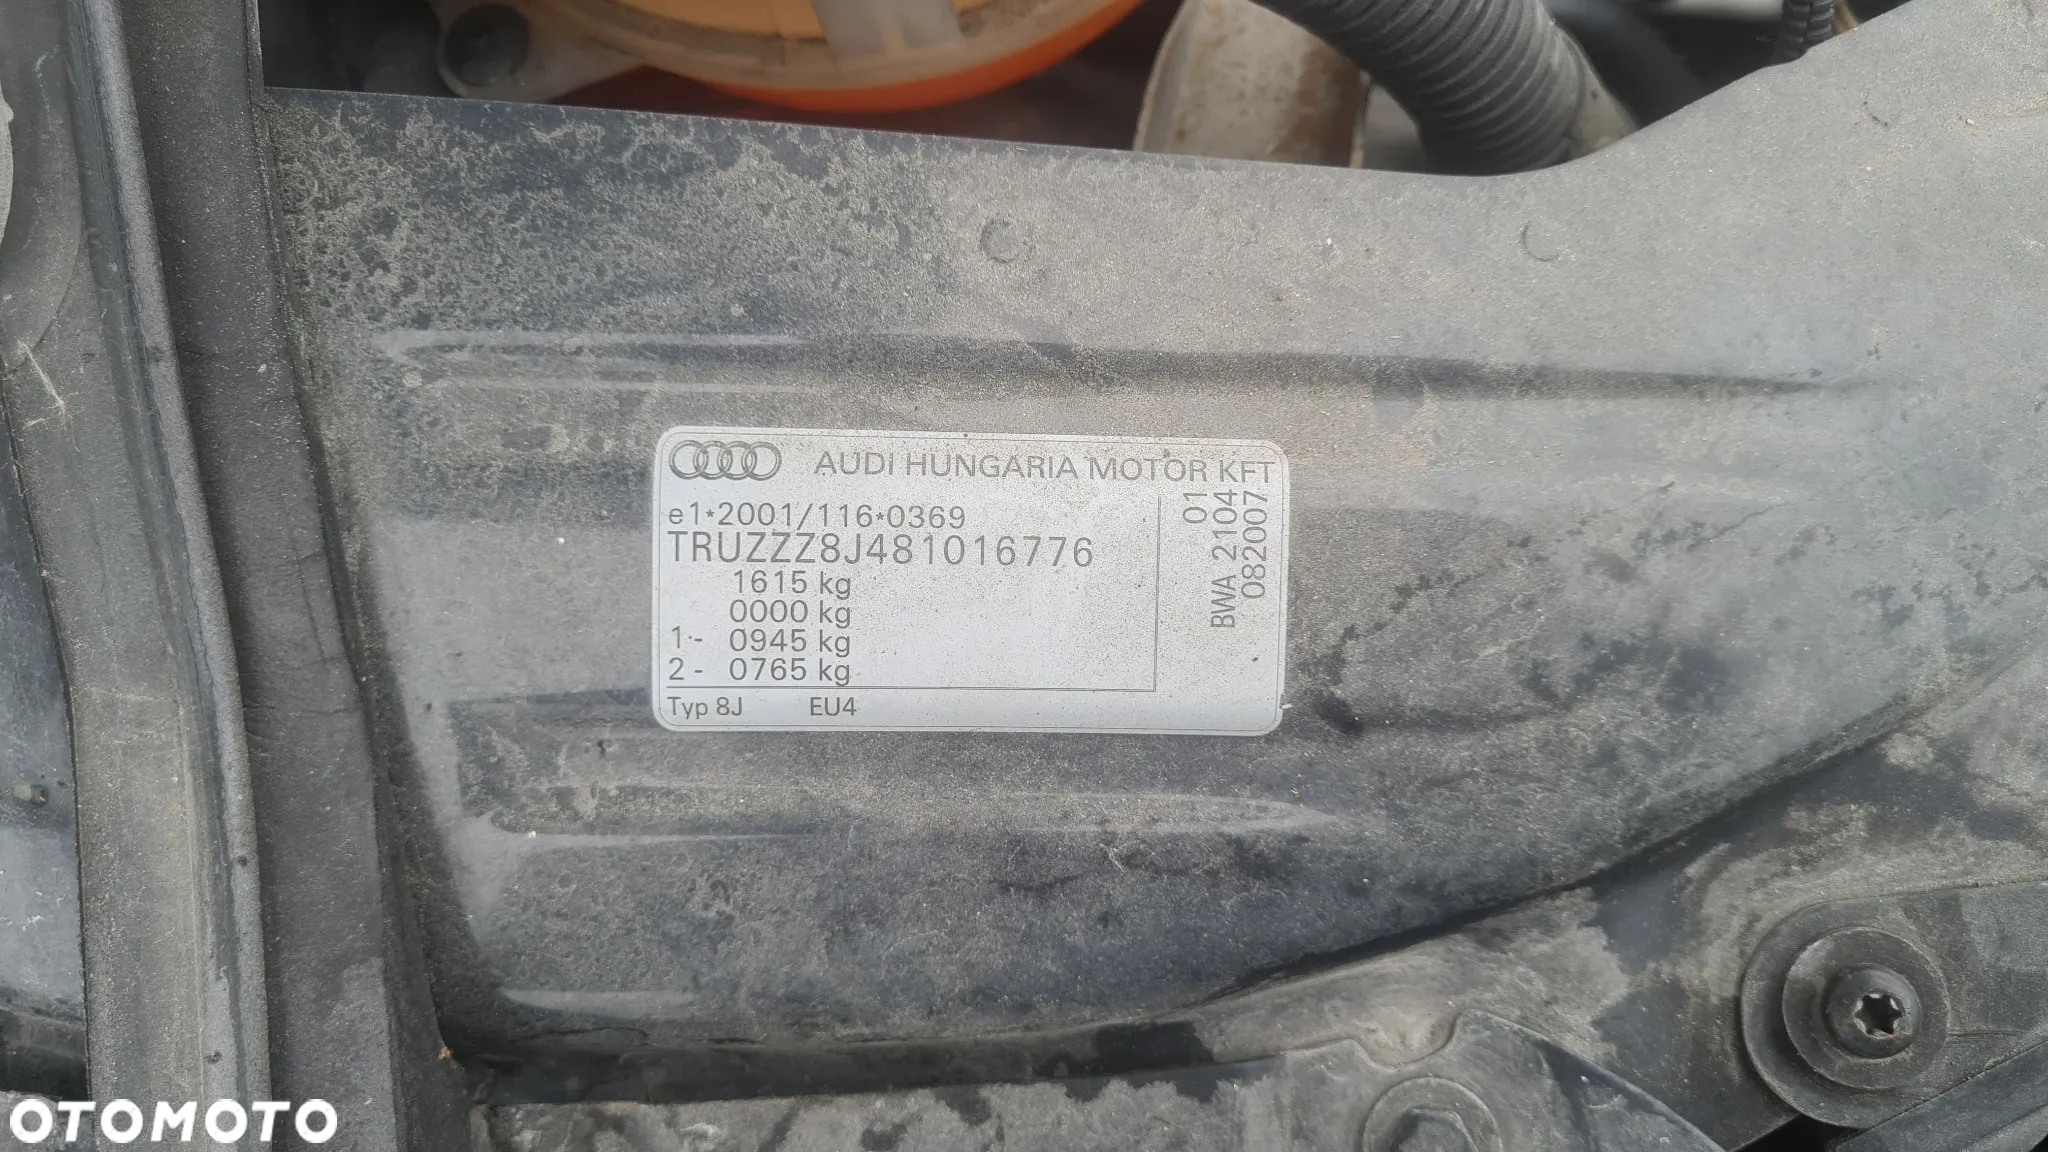 AUDI HUNGARIA MOTOR KFT
e1*2001/116*0369
TRUZZZ8J481016776
1615 kg
0000 kg
1- 0945 kg
2- 0765 kg
Typ 8J EU4
01
BWA 2104
082007
OTOMOTO